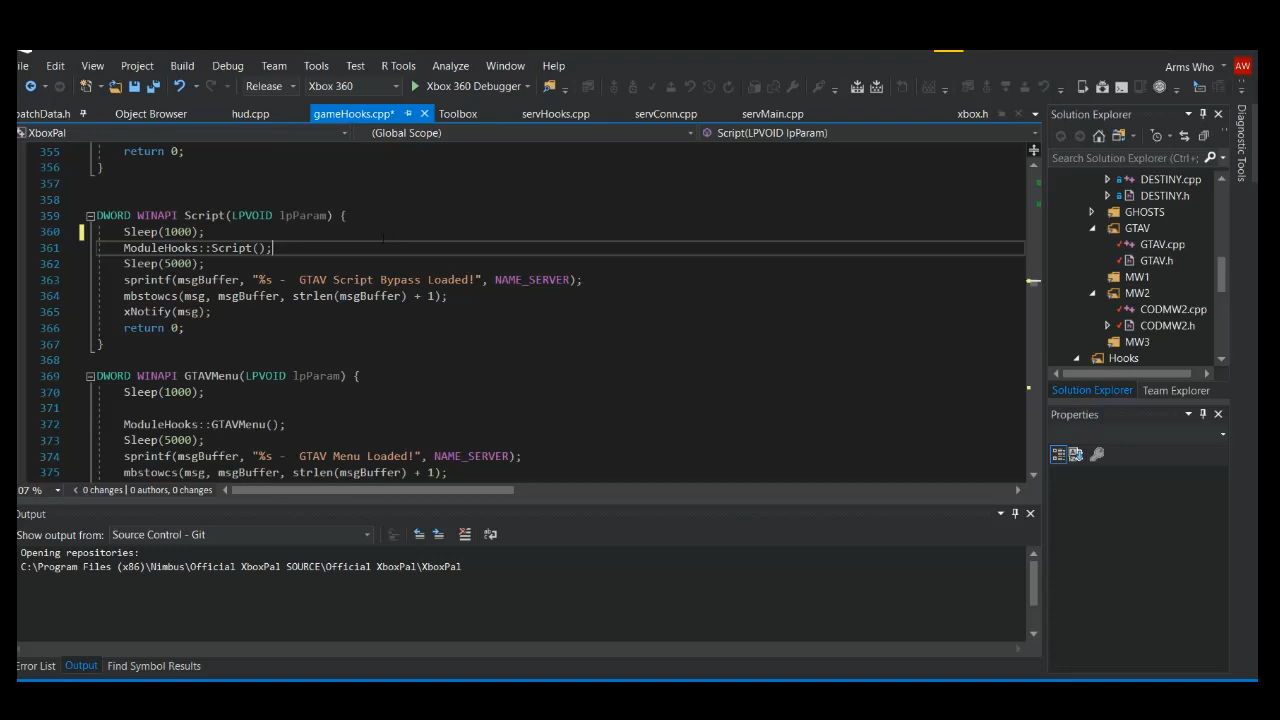 ile Edit View Project Build Debug Team Tools Test R Tools Analyze Window Help Arms Who AW
Release Xbox 360 Xbox 360 Debugger
patchData.h Object Browser hud.cpp gameHooks.cpp* Toolbox servHooks.cpp servConn.cpp servMain.cpp xbox.h
XboxPal (Global Scope) Script(LPVOID lpParam)
355 return 0;
356 }
357
358
359 DWORD WINAPI Script(LPVOID lpParam) {
360 Sleep(1000);
361 ModuleHooks::Script();
362 Sleep(5000);
363 sprintf(msgBuffer, "%s -  GTAV Script Bypass Loaded!", NAME_SERVER);
364 mbstowcs(msg, msgBuffer, strlen(msgBuffer) + 1);
365 xNotify(msg);
366 return 0;
367 }
368
369 DWORD WINAPI GTAVMenu(LPVOID lpParam) {
370 Sleep(1000);
371
372 ModuleHooks::GTAVMenu();
373 Sleep(5000);
374 sprintf(msgBuffer, "%s -  GTAV Menu Loaded!", NAME_SERVER);
375 mbstowcs(msg, msgBuffer, strlen(msgBuffer) + 1);
07 % 0 changes | 0 authors, 0 changes
Output
Show output from: Source Control - Git
Opening repositories:
C:\Program Files (x86)\Nimbus\Official XboxPal SOURCE\Official XboxPal\XboxPal
Error List Output Find Symbol Results
Solution Explorer
Search Solution Explorer (Ctrl+;
DESTINY.cpp
DESTINY.h
GHOSTS
GTAV
GTAV.cpp
GTAV.h
MW1
MW2
CODMW2.cpp
CODMW2.h
MW3
Hooks
Solution Explorer Team Explorer
Properties
Diagnostic Tools